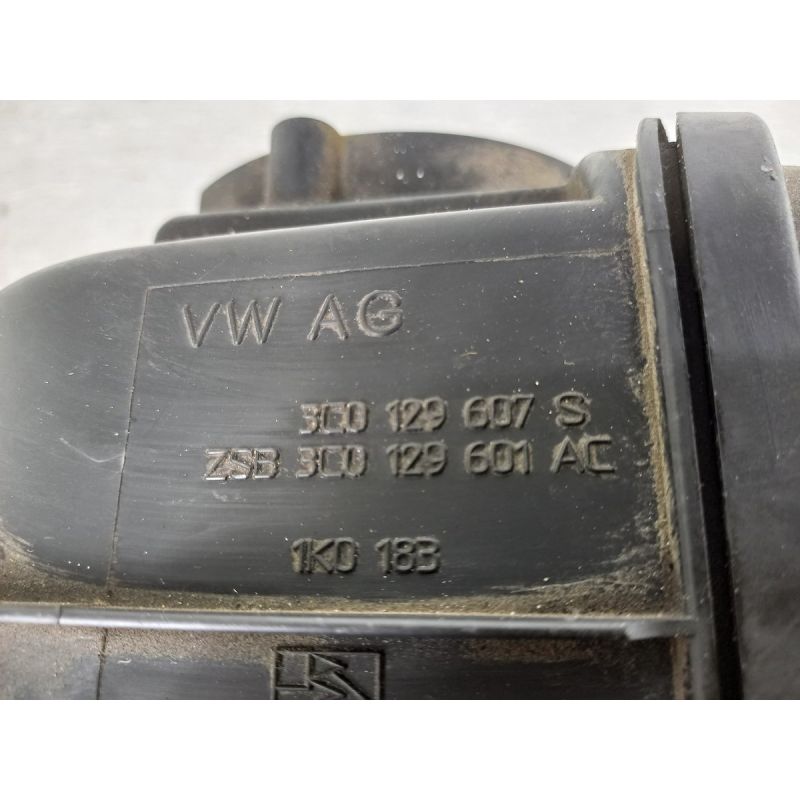 VW AG
3C0 129 607 S
ZSB 3C0 129 601 AC
1K0 183